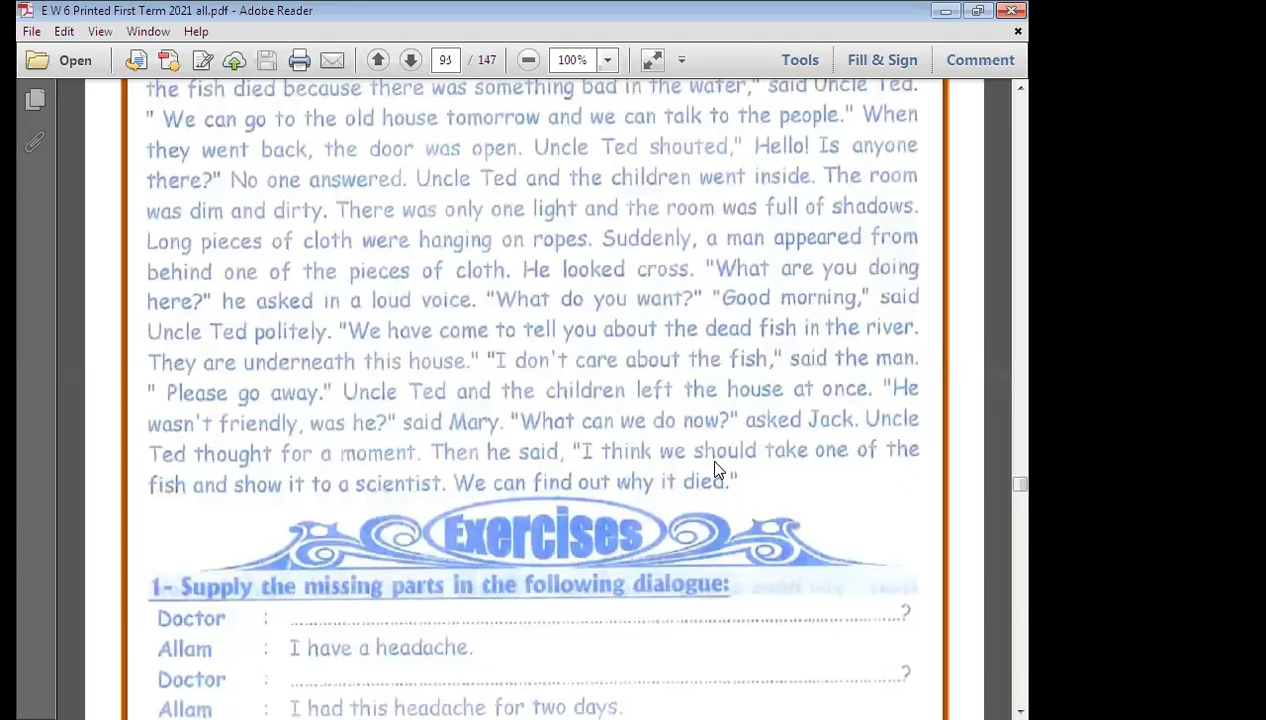 E W 6 Printed First Term 2021 all.pdf - Adobe Reader
File Edit View Window Help
Open 93 / 147 100% Tools Fill & Sign Comment
the fish died because there was something bad in the water," said Uncle Ted.
" We can go to the old house tomorrow and we can talk to the people." When
they went back, the door was open. Uncle Ted shouted," Hello! Is anyone
there?" No one answered. Uncle Ted and the children went inside. The room
was dim and dirty. There was only one light and the room was full of shadows.
Long pieces of cloth were hanging on ropes. Suddenly, a man appeared from
behind one of the pieces of cloth. He looked cross. "What are you doing
here?" he asked in a loud voice. "What do you want?" "Good morning," said
Uncle Ted politely. "We have come to tell you about the dead fish in the river.
They are underneath this house." "I don't care about the fish," said the man.
" Please go away." Uncle Ted and the children left the house at once. "He
wasn't friendly, was he?" said Mary. "What can we do now?" asked Jack. Uncle
Ted thought for a moment. Then he said, "I think we should take one of the
fish and show it to a scientist. We can find out why it died."
Exercises
1- Supply the missing parts in the following dialogue:
Doctor : ..........................................................................................?
Allam : I have a headache.
Doctor : ..........................................................................................?
Allam : I had this headache for two days.